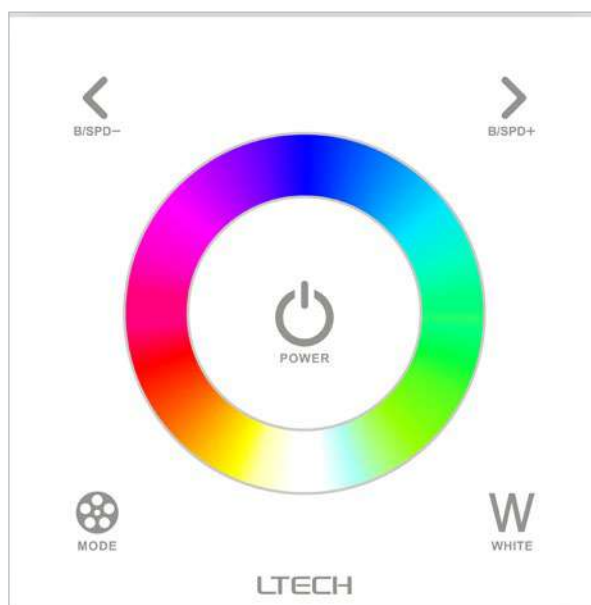 B/SPD−
B/SPD+
POWER
MODE
W
WHITE
LTECH